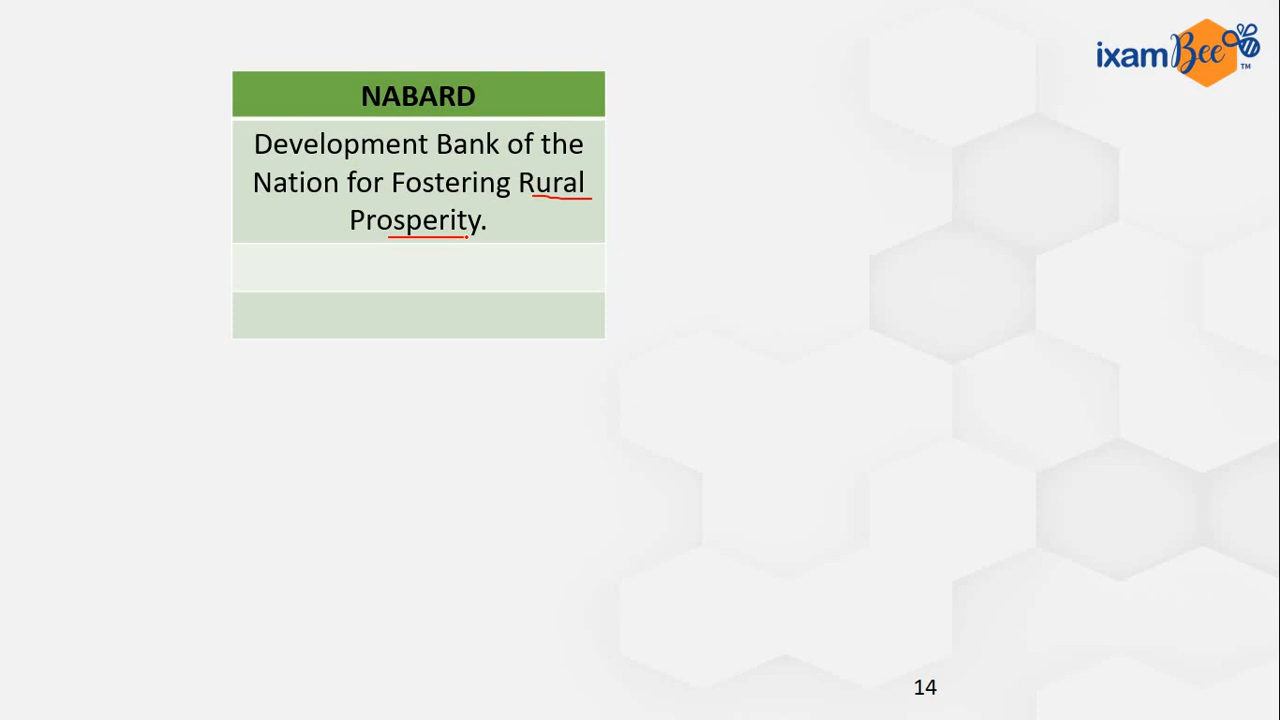 ixamBee
TM
NABARD
Development Bank of the
Nation for Fostering Rural
Prosperity.
14